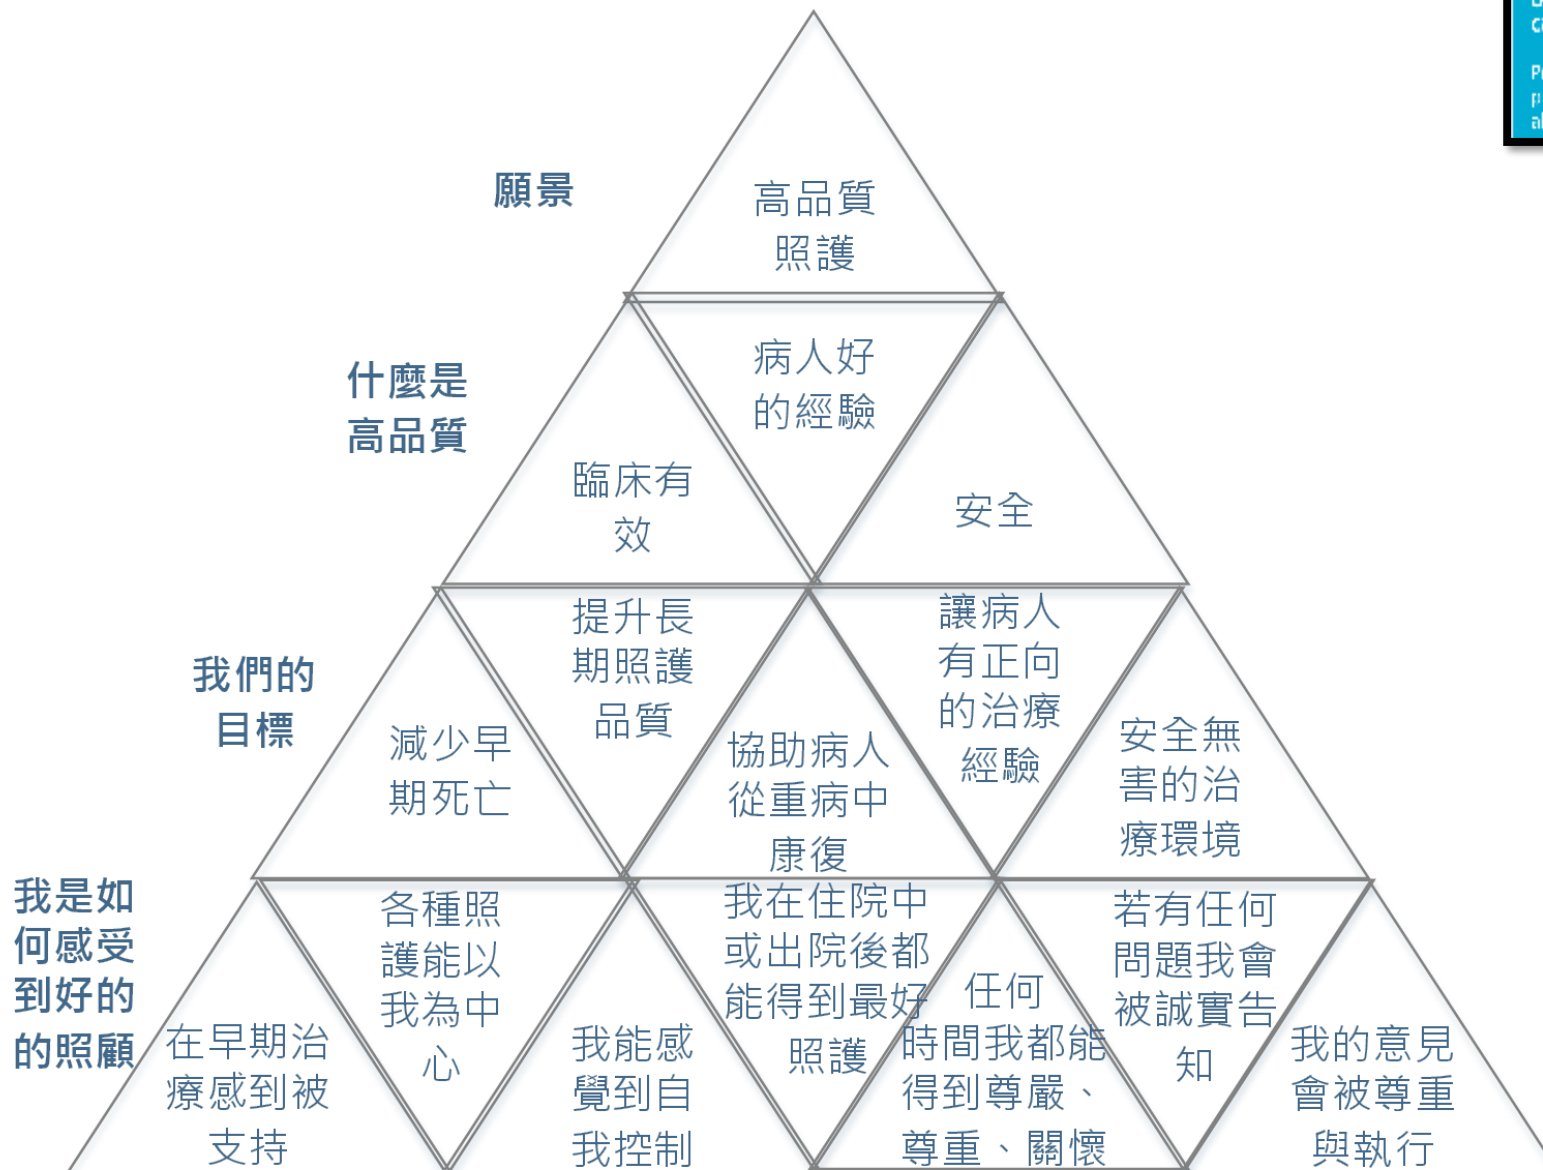 願景
高品質
照護
什麼是
高品質
病人好
的經驗
臨床有
效
安全
我們的
目標
減少早
期死亡
提升長
期照護
品質
協助病人
從重病中
康復
讓病人
有正向
的治療
經驗
安全無
害的治
療環境
我是如
何感受
到好的
的照顧
在早期治
療感到被
支持
各種照
護能以
我為中
心
我能感
覺到自
我控制
我在住院中
或出院後都
能得到最好
照護
任何
時間我都能
得到尊嚴、
尊重、關懷
若有任何
問題我會
被誠實告
知
我的意見
會被尊重
與執行